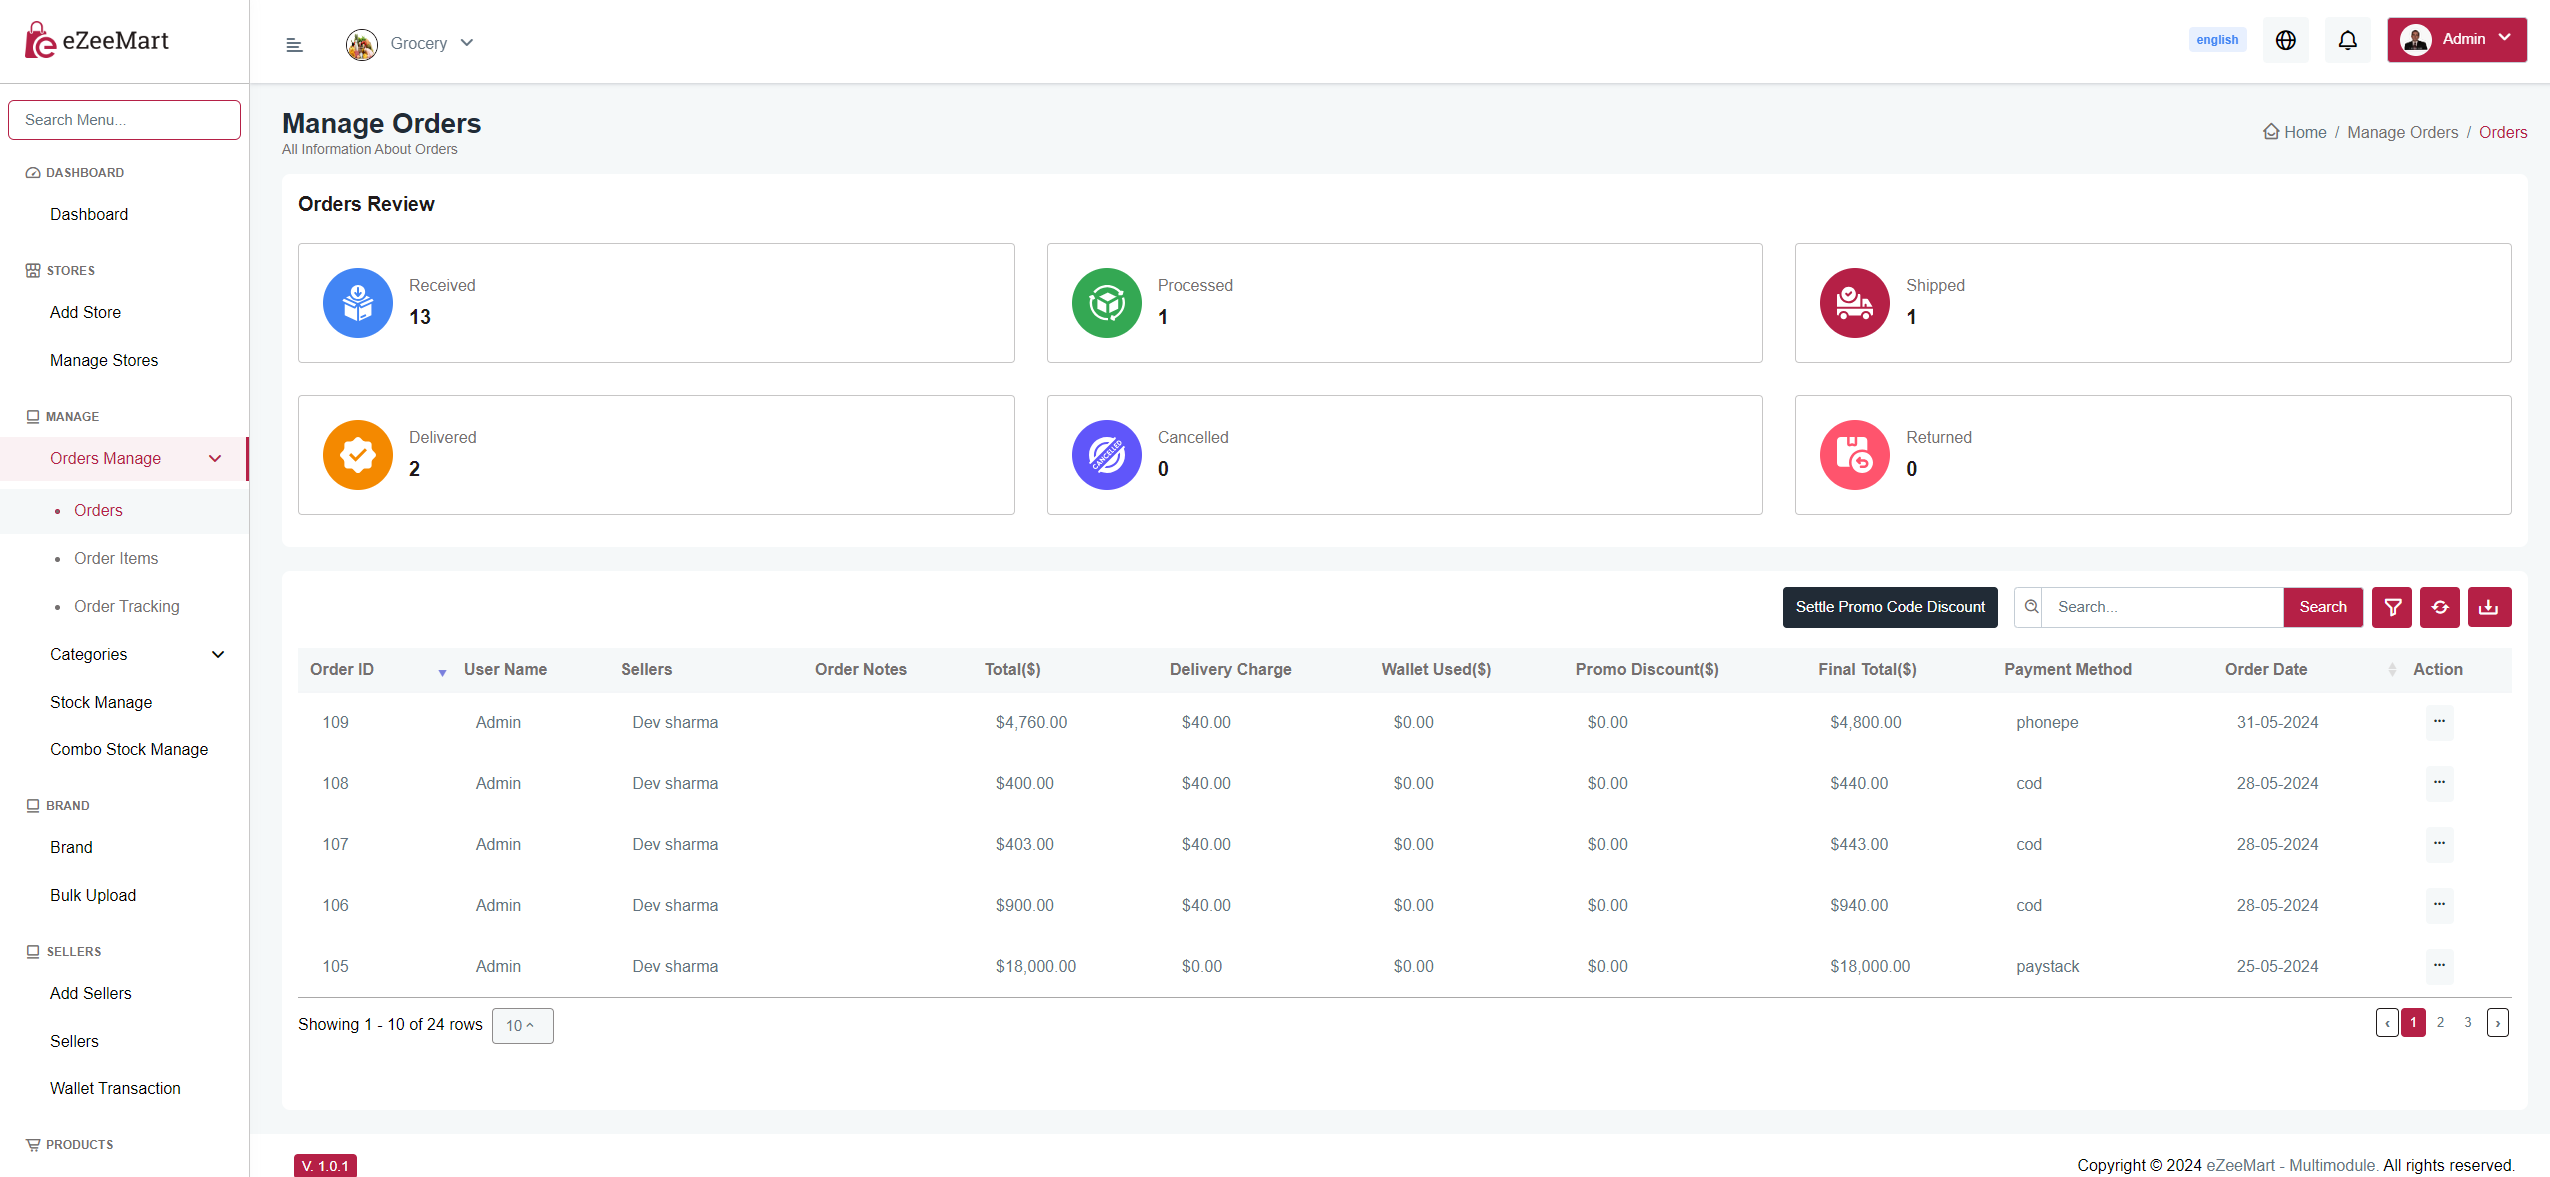 eZeeMart
Grocery
english
Admin
Search Menu...
DASHBOARD
Dashboard
STORES
Add Store
Manage Stores
MANAGE
Orders Manage
Orders
Order Items
Order Tracking
Categories
Stock Manage
Combo Stock Manage
BRAND
Brand
Bulk Upload
SELLERS
Add Sellers
Sellers
Wallet Transaction
PRODUCTS
Manage Orders
All Information About Orders
Home / Manage Orders / Orders
Orders Review
Received
13
Processed
1
Shipped
1
Delivered
2
CANCELLED
Cancelled
0
Returned
0
Settle Promo Code Discount
Search...
Search
Order ID User Name Sellers Order Notes Total($) Delivery Charge Wallet Used($) Promo Discount($) Final Total($) Payment Method Order Date Action
109 Admin Dev sharma $4,760.00 $40.00 $0.00 $0.00 $4,800.00 phonepe 31-05-2024 ...
108 Admin Dev sharma $400.00 $40.00 $0.00 $0.00 $440.00 cod 28-05-2024 ...
107 Admin Dev sharma $403.00 $40.00 $0.00 $0.00 $443.00 cod 28-05-2024 ...
106 Admin Dev sharma $900.00 $40.00 $0.00 $0.00 $940.00 cod 28-05-2024 ...
105 Admin Dev sharma $18,000.00 $0.00 $0.00 $0.00 $18,000.00 paystack 25-05-2024 ...
Showing 1 - 10 of 24 rows 10
‹ 1 2 3 ›
V. 1.0.1
Copyright © 2024 eZeeMart - Multimodule. All rights reserved.